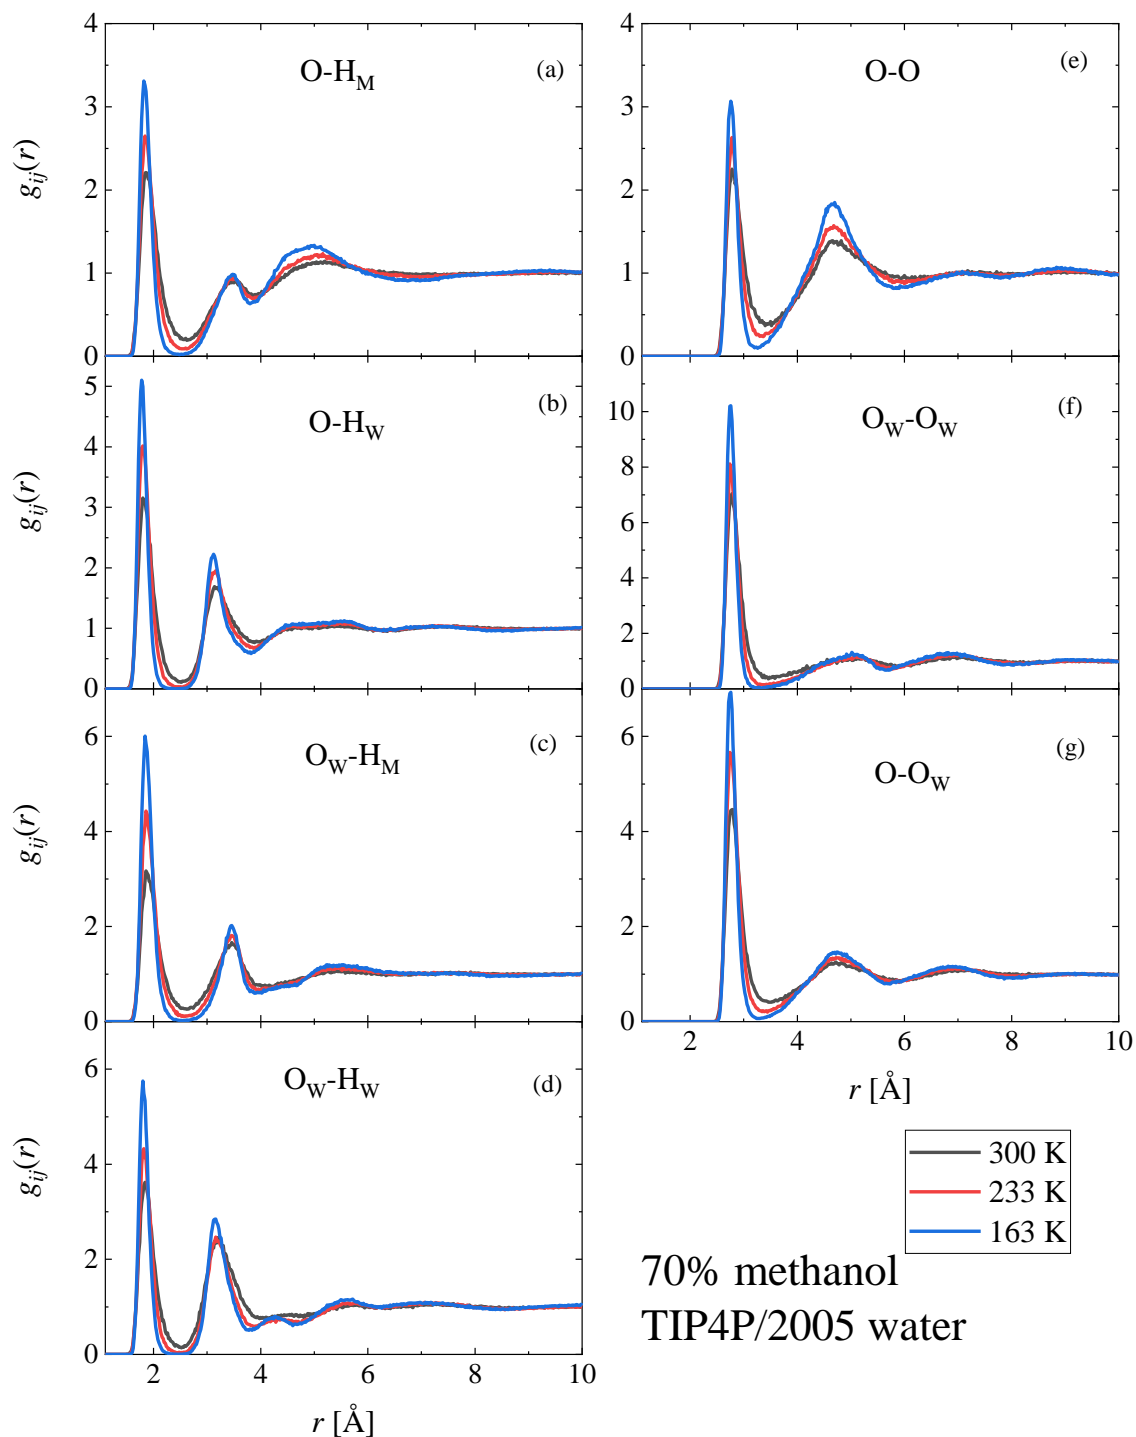 O-H_M
(a)
g_ij(r)
4
3
2
1
0
O-H_W
(b)
g_ij(r)
5
4
3
2
1
0
O_W-H_M
(c)
g_ij(r)
6
4
2
0
O_W-H_W
(d)
g_ij(r)
6
4
2
0
2 4 6 8 10
r [Å]
O-O
(e)
4
3
2
1
0
O_W-O_W
(f)
10
8
6
4
2
0
O-O_W
(g)
6
4
2
0
2 4 6 8 10
r [Å]
300 K
233 K
163 K
70% methanol
TIP4P/2005 water